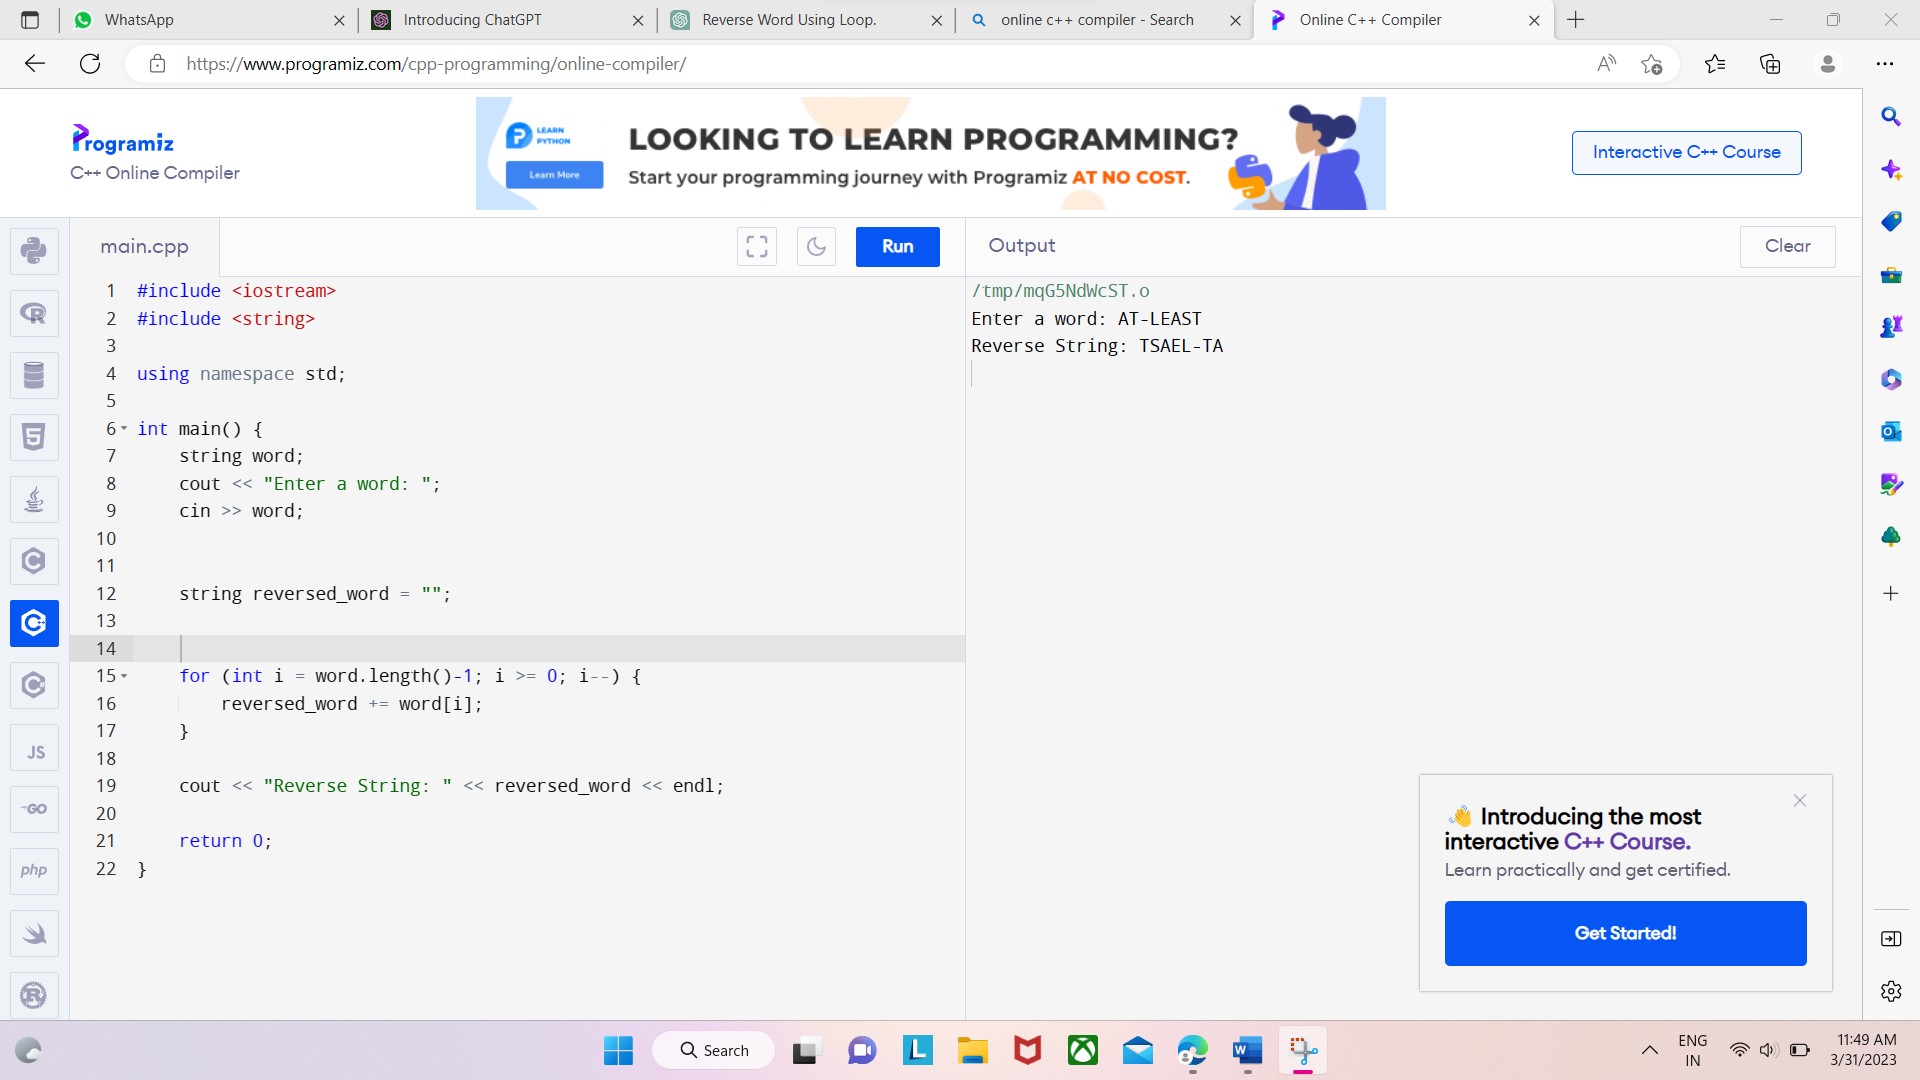 WhatsApp
Introducing ChatGPT
Reverse Word Using Loop.
online c++ compiler - Search
Online C++ Compiler
https://www.programiz.com/cpp-programming/online-compiler/
Programiz
C++ Online Compiler
LEARN
PYTHON
Learn More
LOOKING TO LEARN PROGRAMMING?
Start your programming journey with Programiz AT NO COST.
Interactive C++ Course
main.cpp
Run
Output
Clear
1 #include <iostream>
2 #include <string>
3
4 using namespace std;
5
6 int main() {
7 string word;
8 cout << "Enter a word: ";
9 cin >> word;
10
11
12 string reversed_word = "";
13
14
15 for (int i = word.length()-1; i >= 0; i--) {
16 reversed_word += word[i];
17 }
18
19 cout << "Reverse String: " << reversed_word << endl;
20
21 return 0;
22 }
/tmp/mqG5NdWcST.o
Enter a word: AT-LEAST
Reverse String: TSAEL-TA
JS
GO
php
👋 Introducing the most
interactive C++ Course.
Learn practically and get certified.
Get Started!
Search
ENG
IN
11:49 AM
3/31/2023